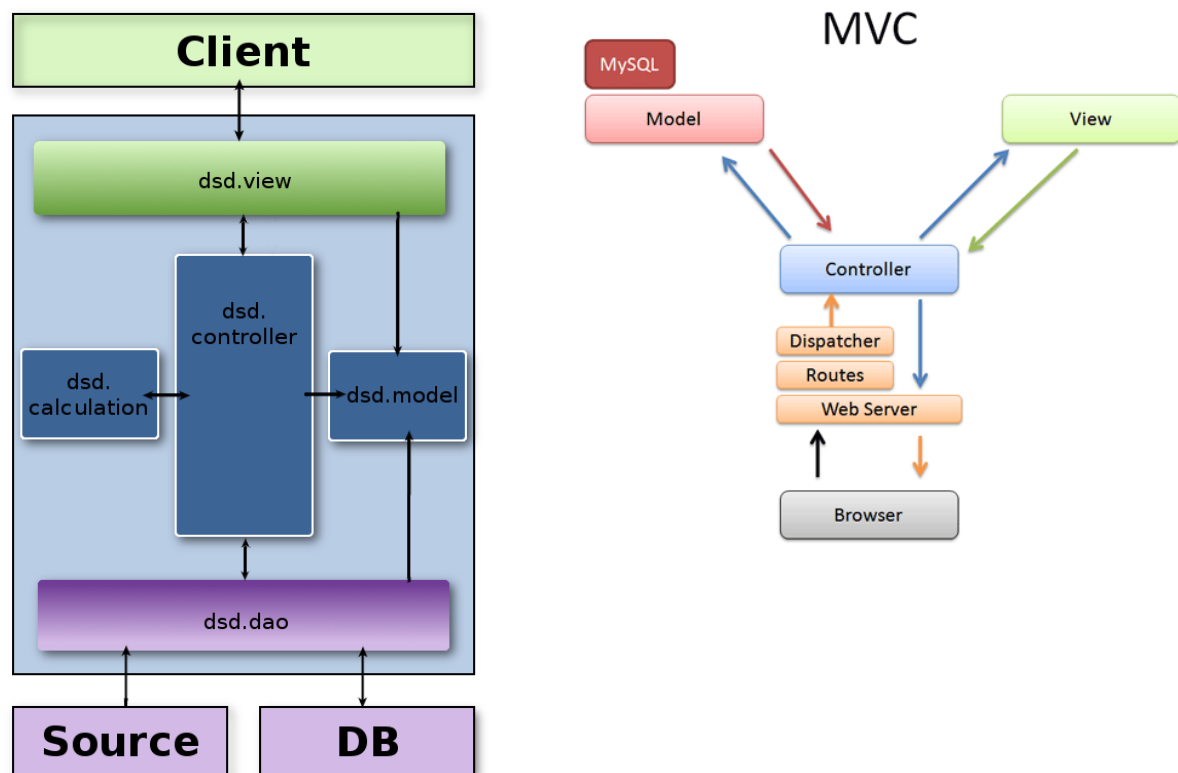 Client
dsd.view
dsd.
controller
dsd.
calculation
dsd.model
dsd.dao
Source
DB
MVC
MySQL
Model
View
Controller
Dispatcher
Routes
Web Server
Browser